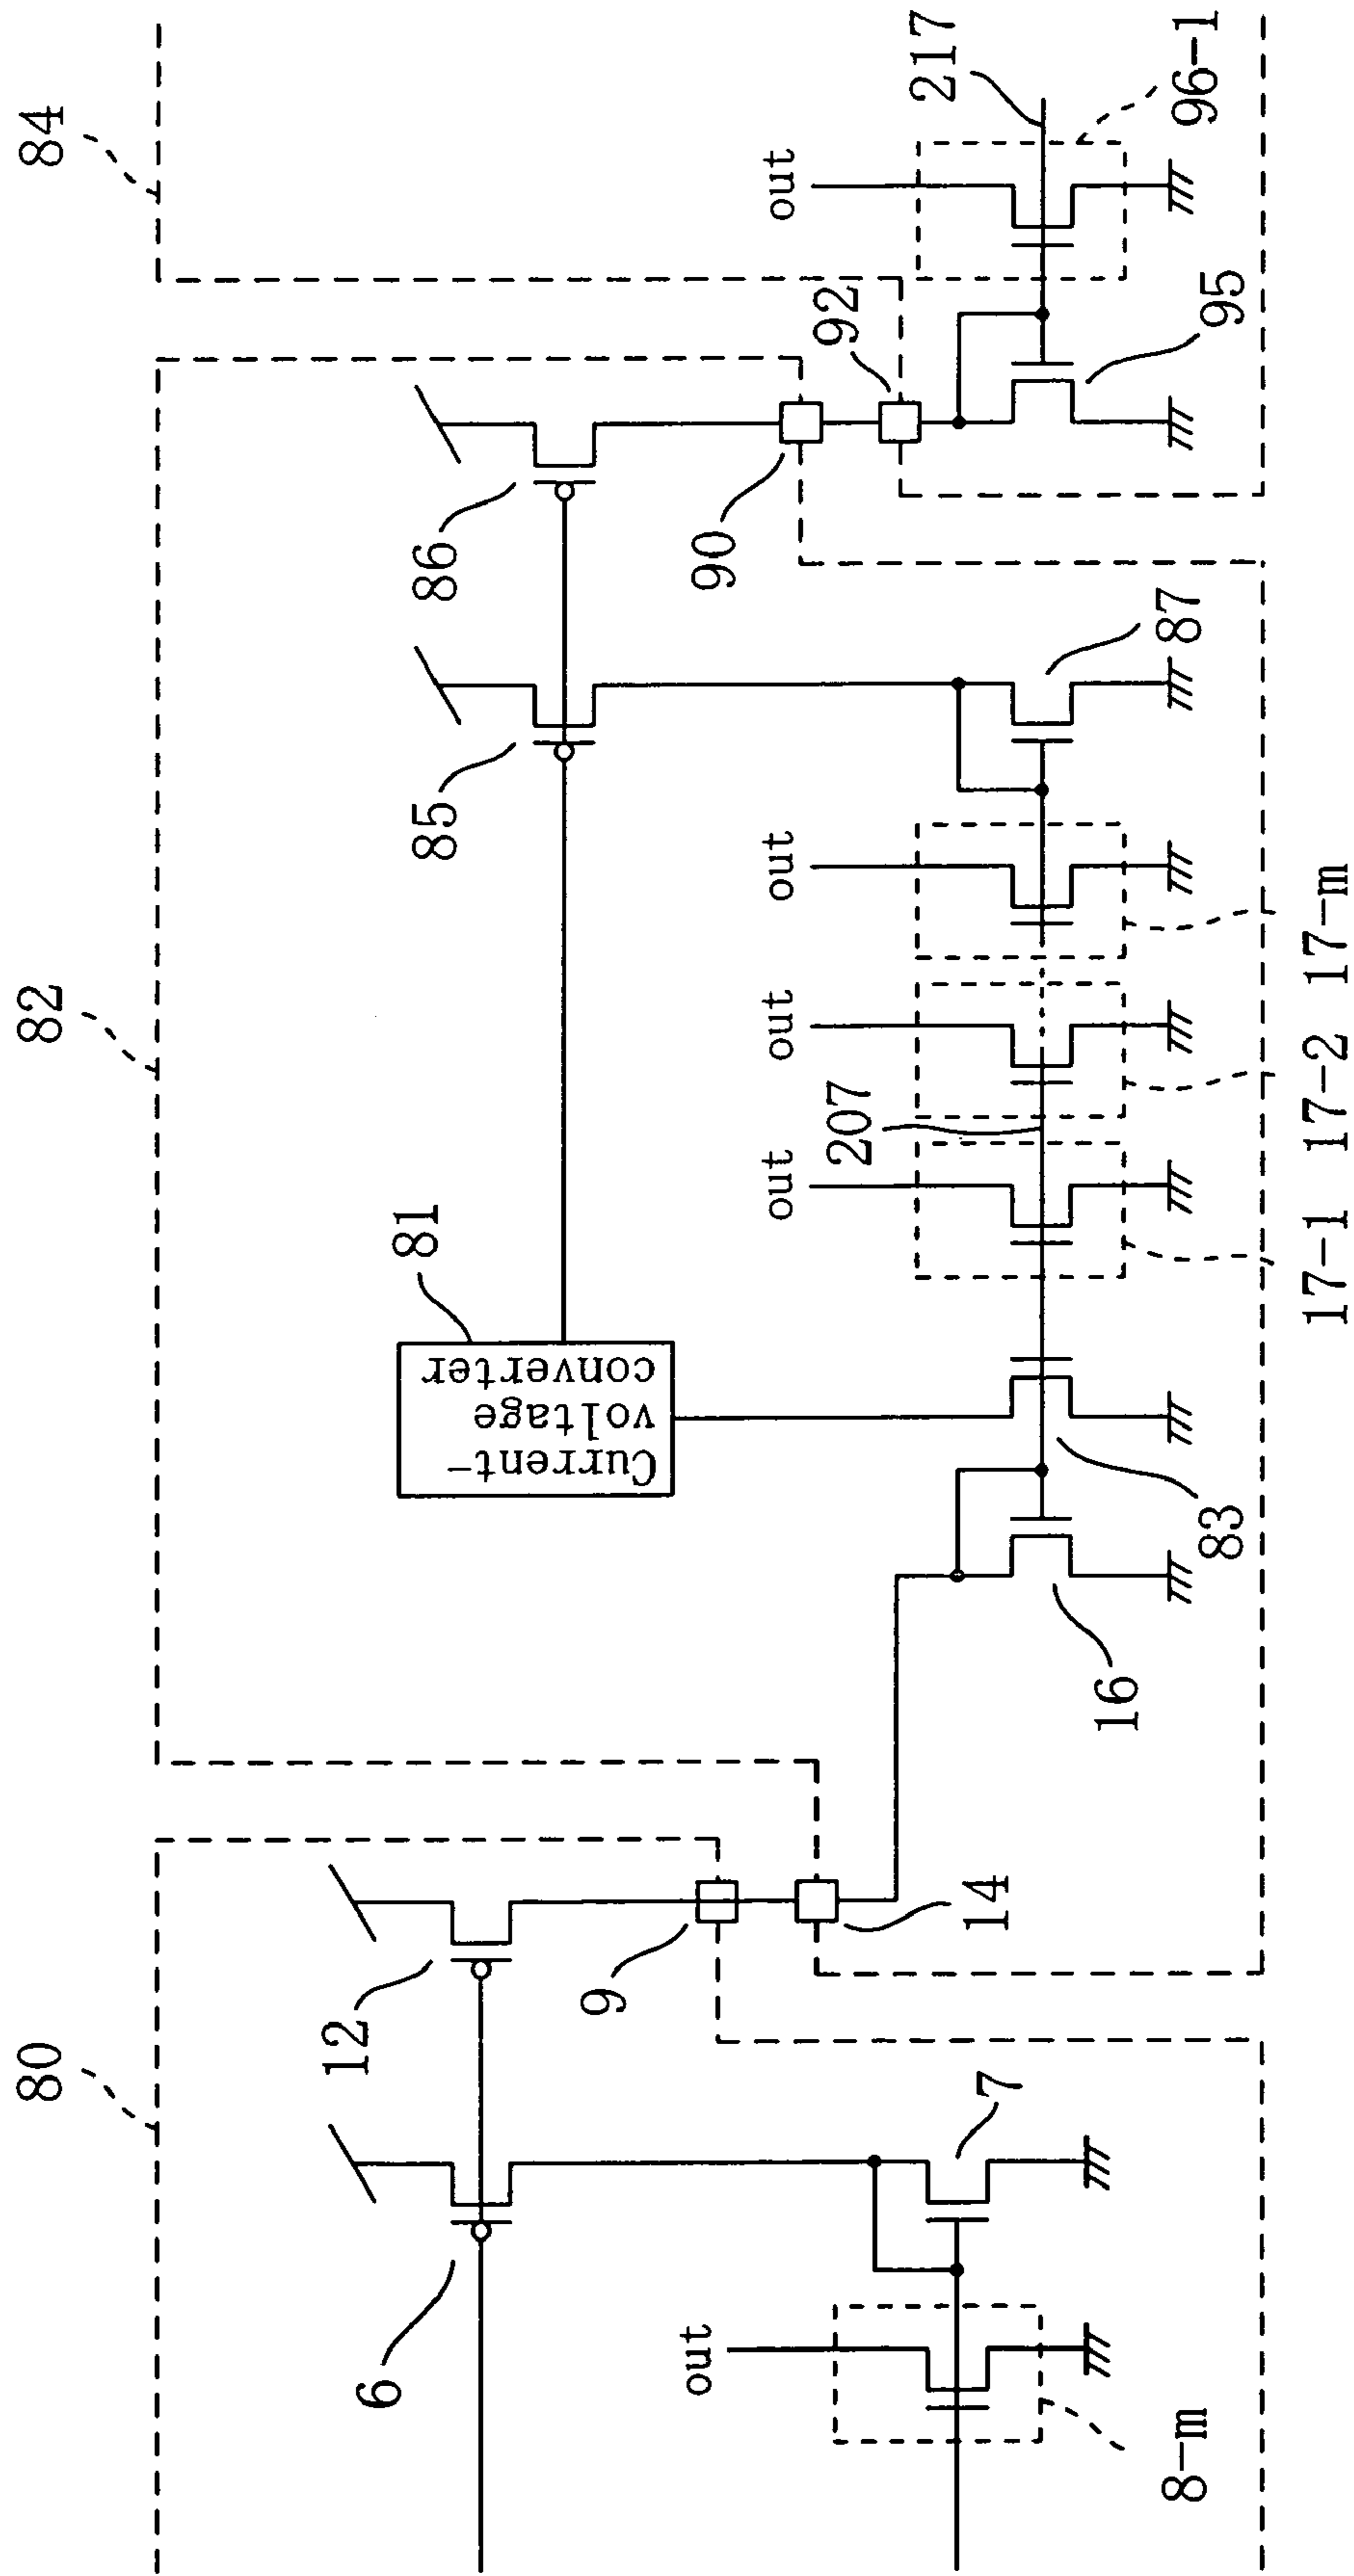 80
82
84
6
12
9
14
7
8-m
out
16
83
Current-
voltage
converter
81
207
out
out
out
17-1
17-2
17-m
85
86
87
90
92
95
out
217
96-1